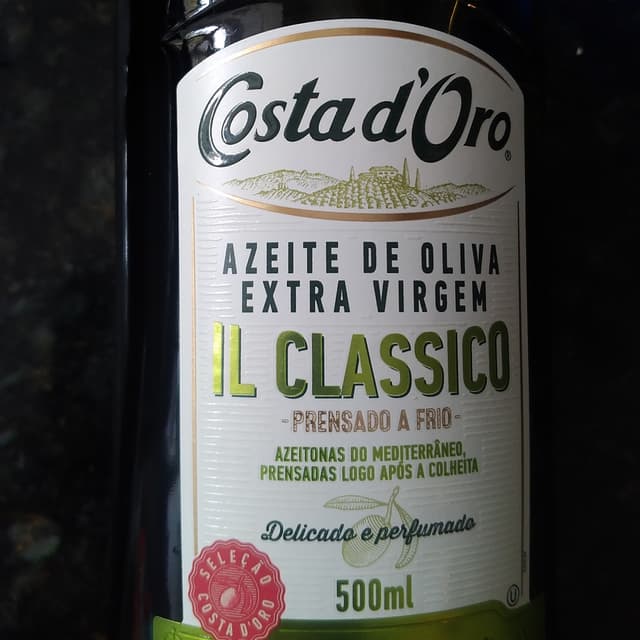 Costa d'Oro®
AZEITE DE OLIVA
EXTRA VIRGEM
IL CLASSICO
-PRENSADO A FRIO-
AZEITONAS DO MEDITERRÂNEO,
PRENSADAS LOGO APÓS A COLHEITA
Delicado e perfumado
500ml
SELEÇÃO
COSTA D'ORO
U